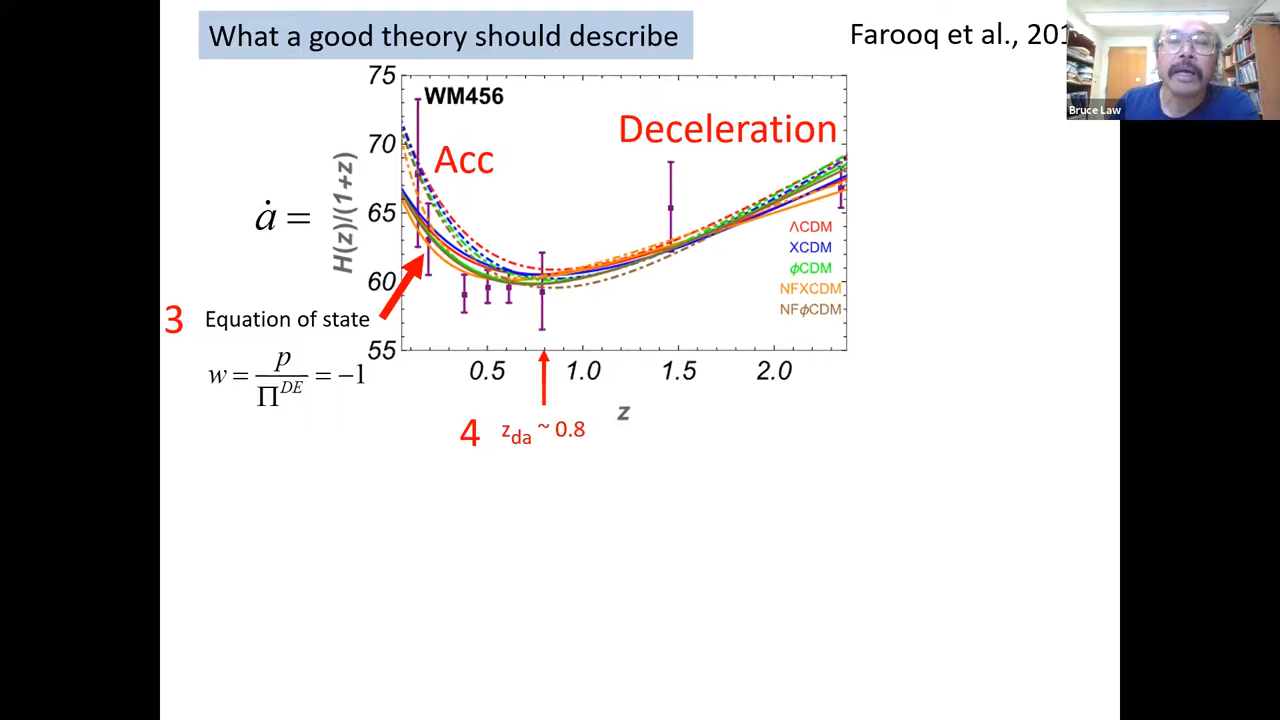 What a good theory should describe
Farooq et al., 201
Bruce Law
WM456
Acc
Deceleration
75
70
65
60
55
H(z)/(1+z)
ȧ =
ΛCDM
XCDM
ϕCDM
NFXCDM
NFϕCDM
0.5 1.0 1.5 2.0
z
3 Equation of state
w = p/Π^DE = −1
4 z_da ~ 0.8